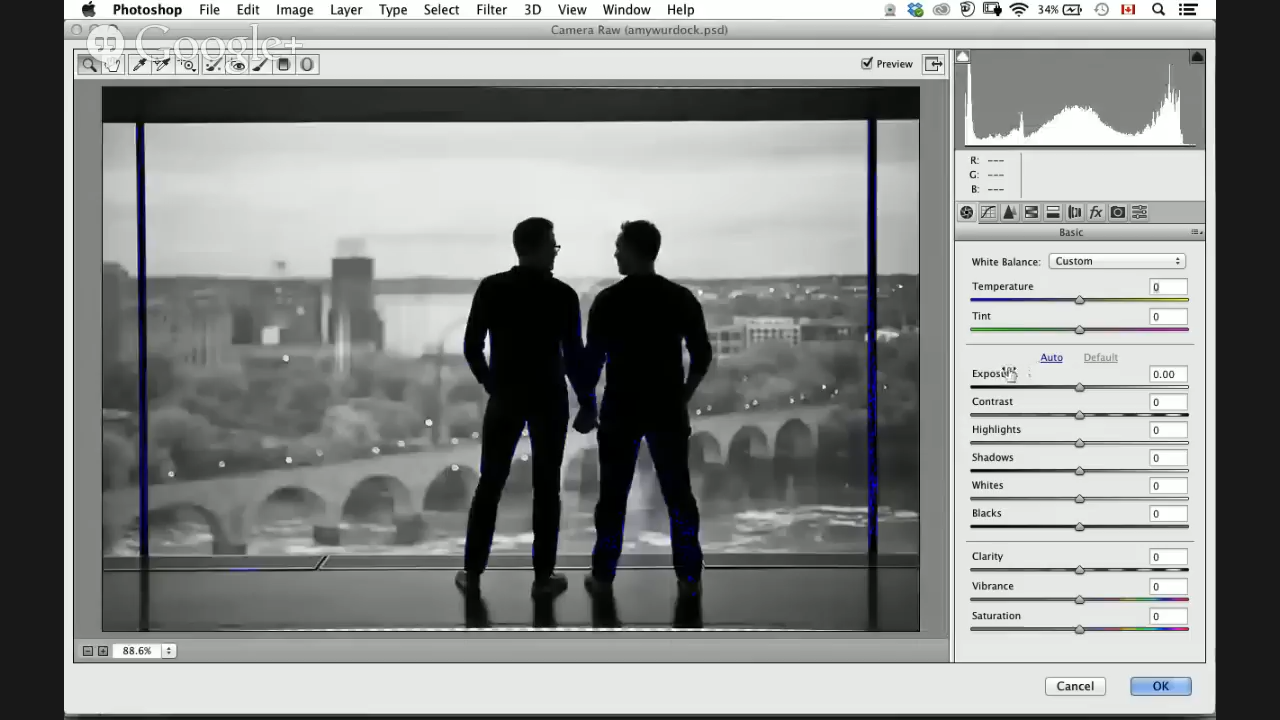 Photoshop File Edit Image Layer Type Select Filter 3D View Window Help 34%
Camera Raw (amywurdock.psd)
Google+
Preview
R: ---
G: ---
B: ---
fx
Basic
White Balance: Custom
Temperature 0
Tint 0
Auto Default
Exposure 0.00
Contrast 0
Highlights 0
Shadows 0
Whites 0
Blacks 0
Clarity 0
Vibrance 0
Saturation 0
88.6%
Cancel OK